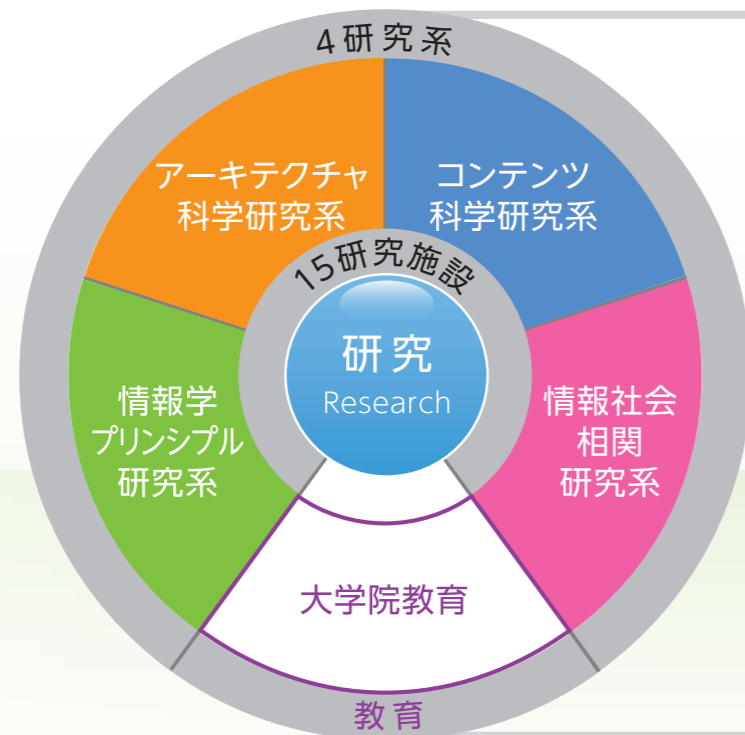 4研究系
アーキテクチャ
科学研究系
コンテンツ
科学研究系
15研究施設
研究
Research
情報学
プリンシプル
研究系
情報社会
相関
研究系
大学院教育
教育